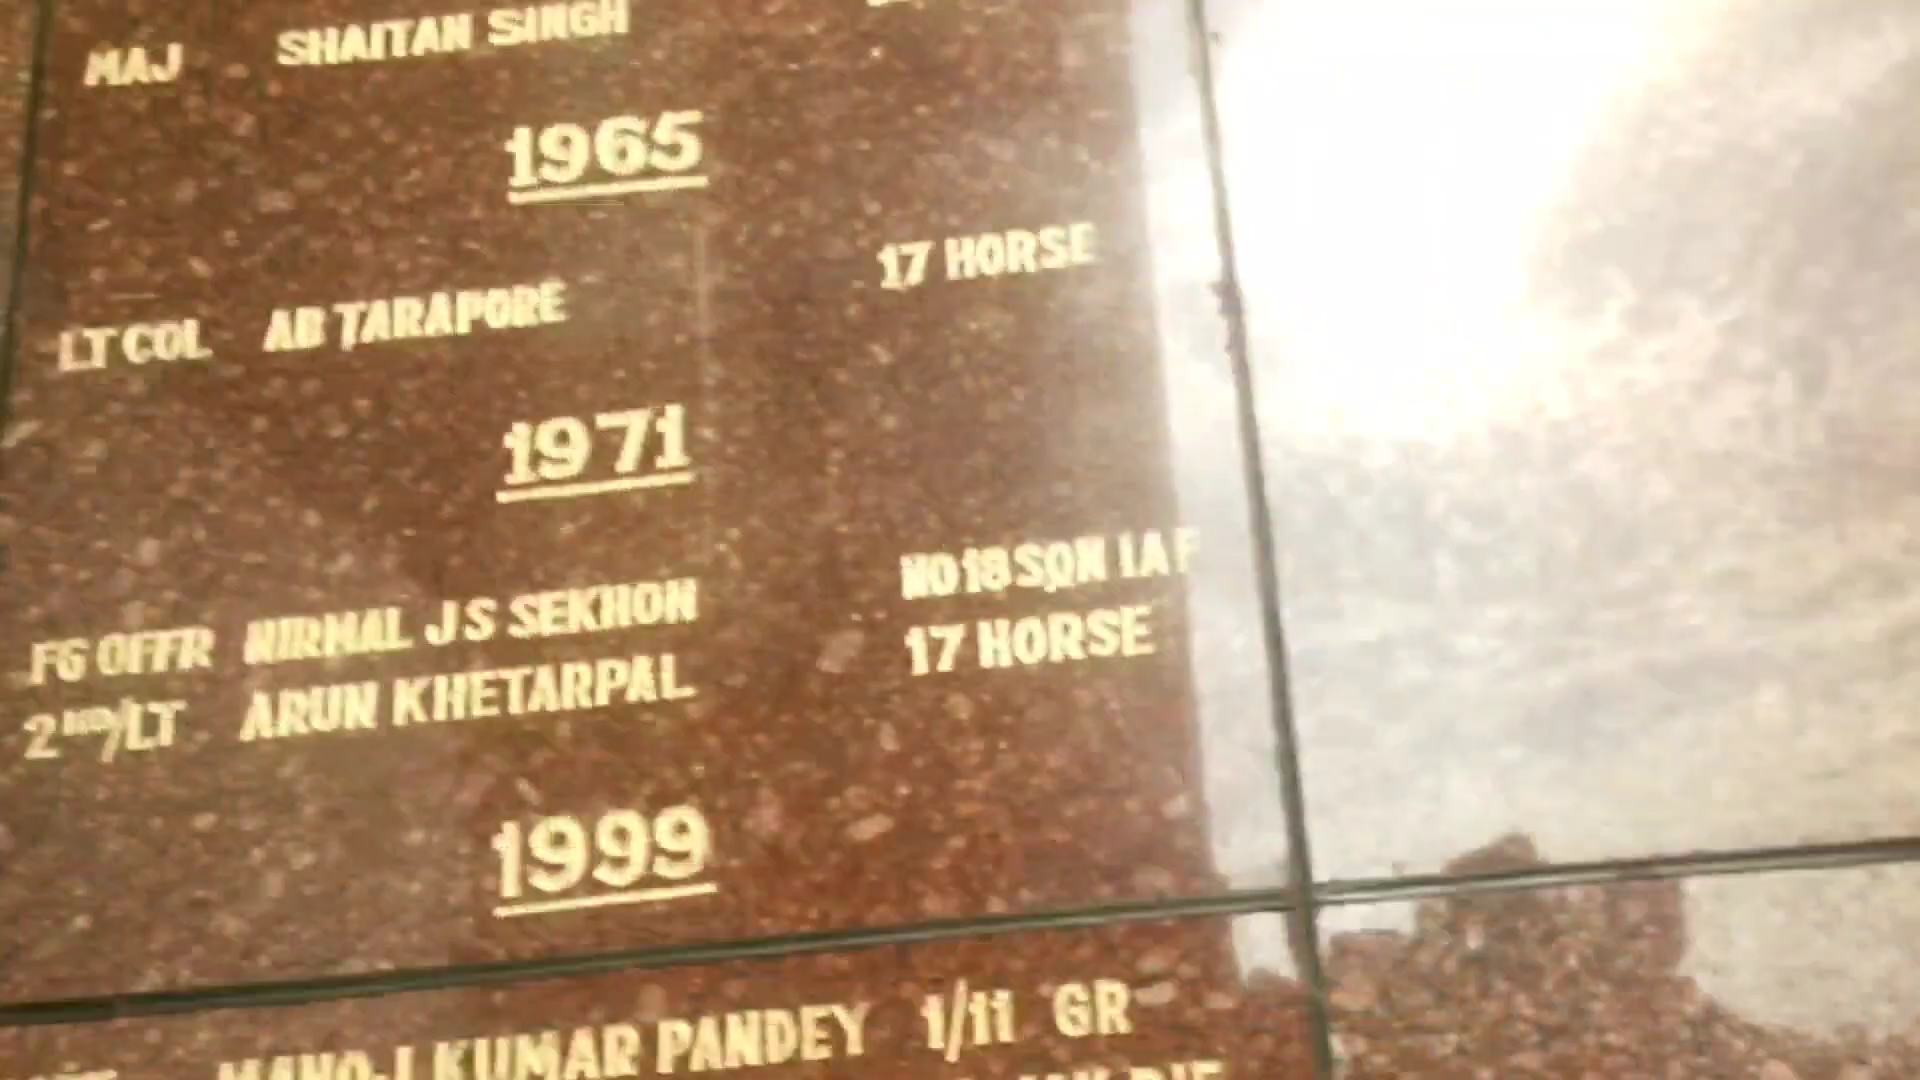 MAJ SHAITAN SINGH
1965
LT COL AB TARAPORE 17 HORSE
1971
FG OFFR NIRMAL J S SEKHON NO 18 SQN I A F
2ND/LT ARUN KHETARPAL 17 HORSE
1999
MANOJ KUMAR PANDEY 1/11 GR